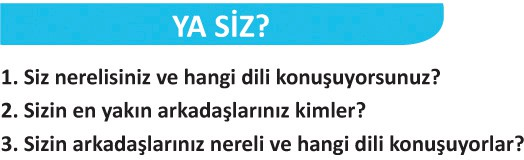 YA SİZ?
1. Siz nerelisiniz ve hangi dili konuşuyorsunuz?
2. Sizin en yakın arkadaşlarınız kimler?
3. Sizin arkadaşlarınız nereli ve hangi dili konuşuyorlar?